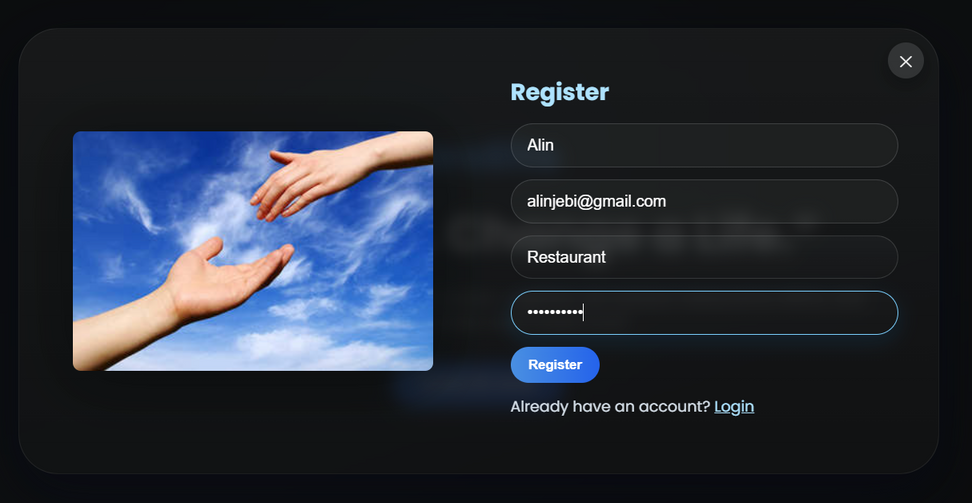 Register
Alin
alinjebi@gmail.com
Restaurant
••••••••••
Register
Already have an account? Login